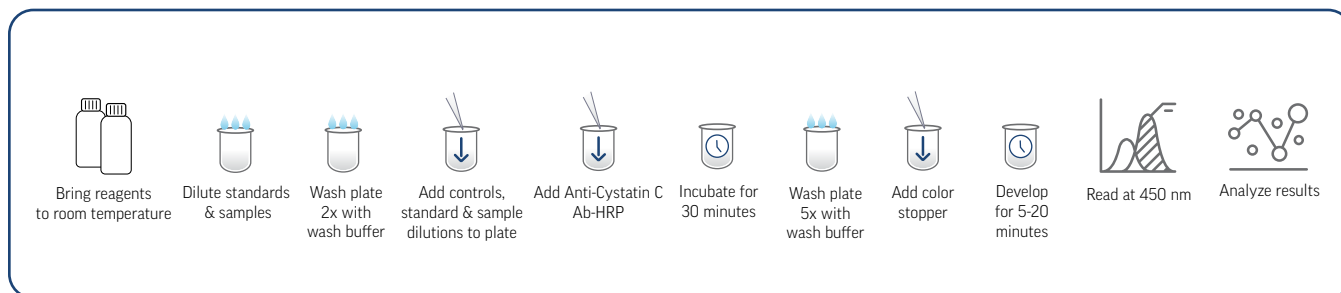 Bring reagents
to room temperature
Dilute standards
& samples
Wash plate
2x with
wash buffer
Add controls,
standard & sample
dilutions to plate
Add Anti-Cystatin C
Ab-HRP
Incubate for
30 minutes
Wash plate
5x with
wash buffer
Add color
stopper
Develop
for 5-20
minutes
Read at 450 nm
Analyze results